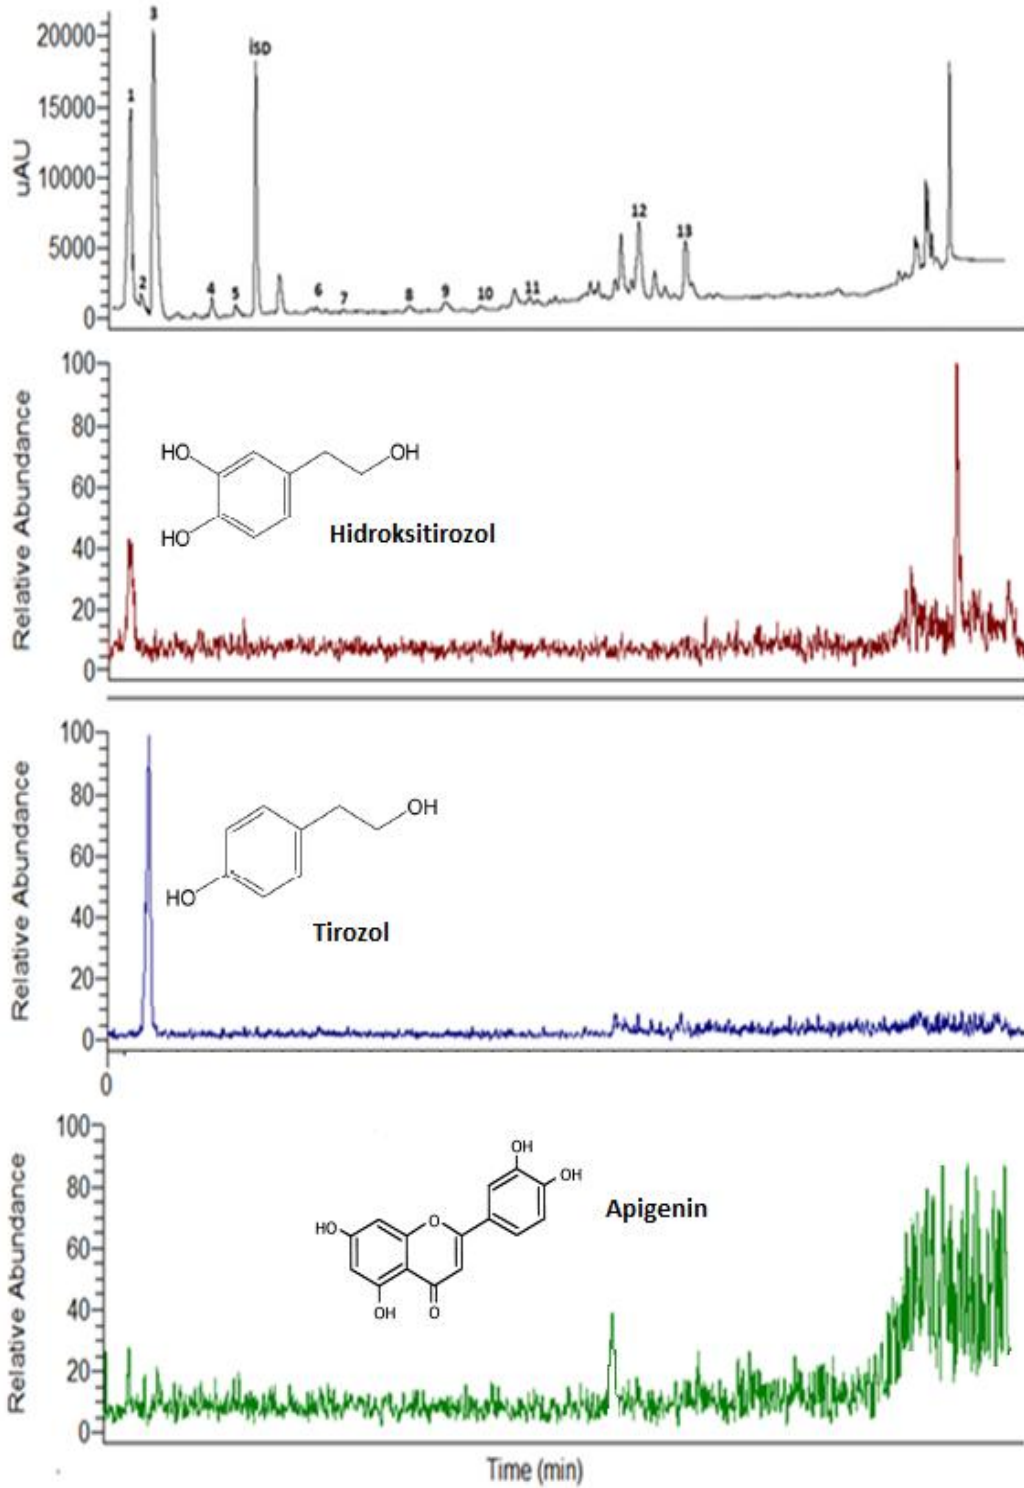 3
20000
İSD
1
15000
uAU
10000
12
13
5000
2
4
5
6
7
8
9
10
11
0
100
80
60
40
20
0
Relative Abundance
HO
OH
HO
Hidroksitirozol
100
80
60
40
20
0
Relative Abundance
OH
HO
Tirozol
0
100
80
60
40
20
0
Relative Abundance
OH
OH
Apigenin
HO
O
OH
O
Time (min)